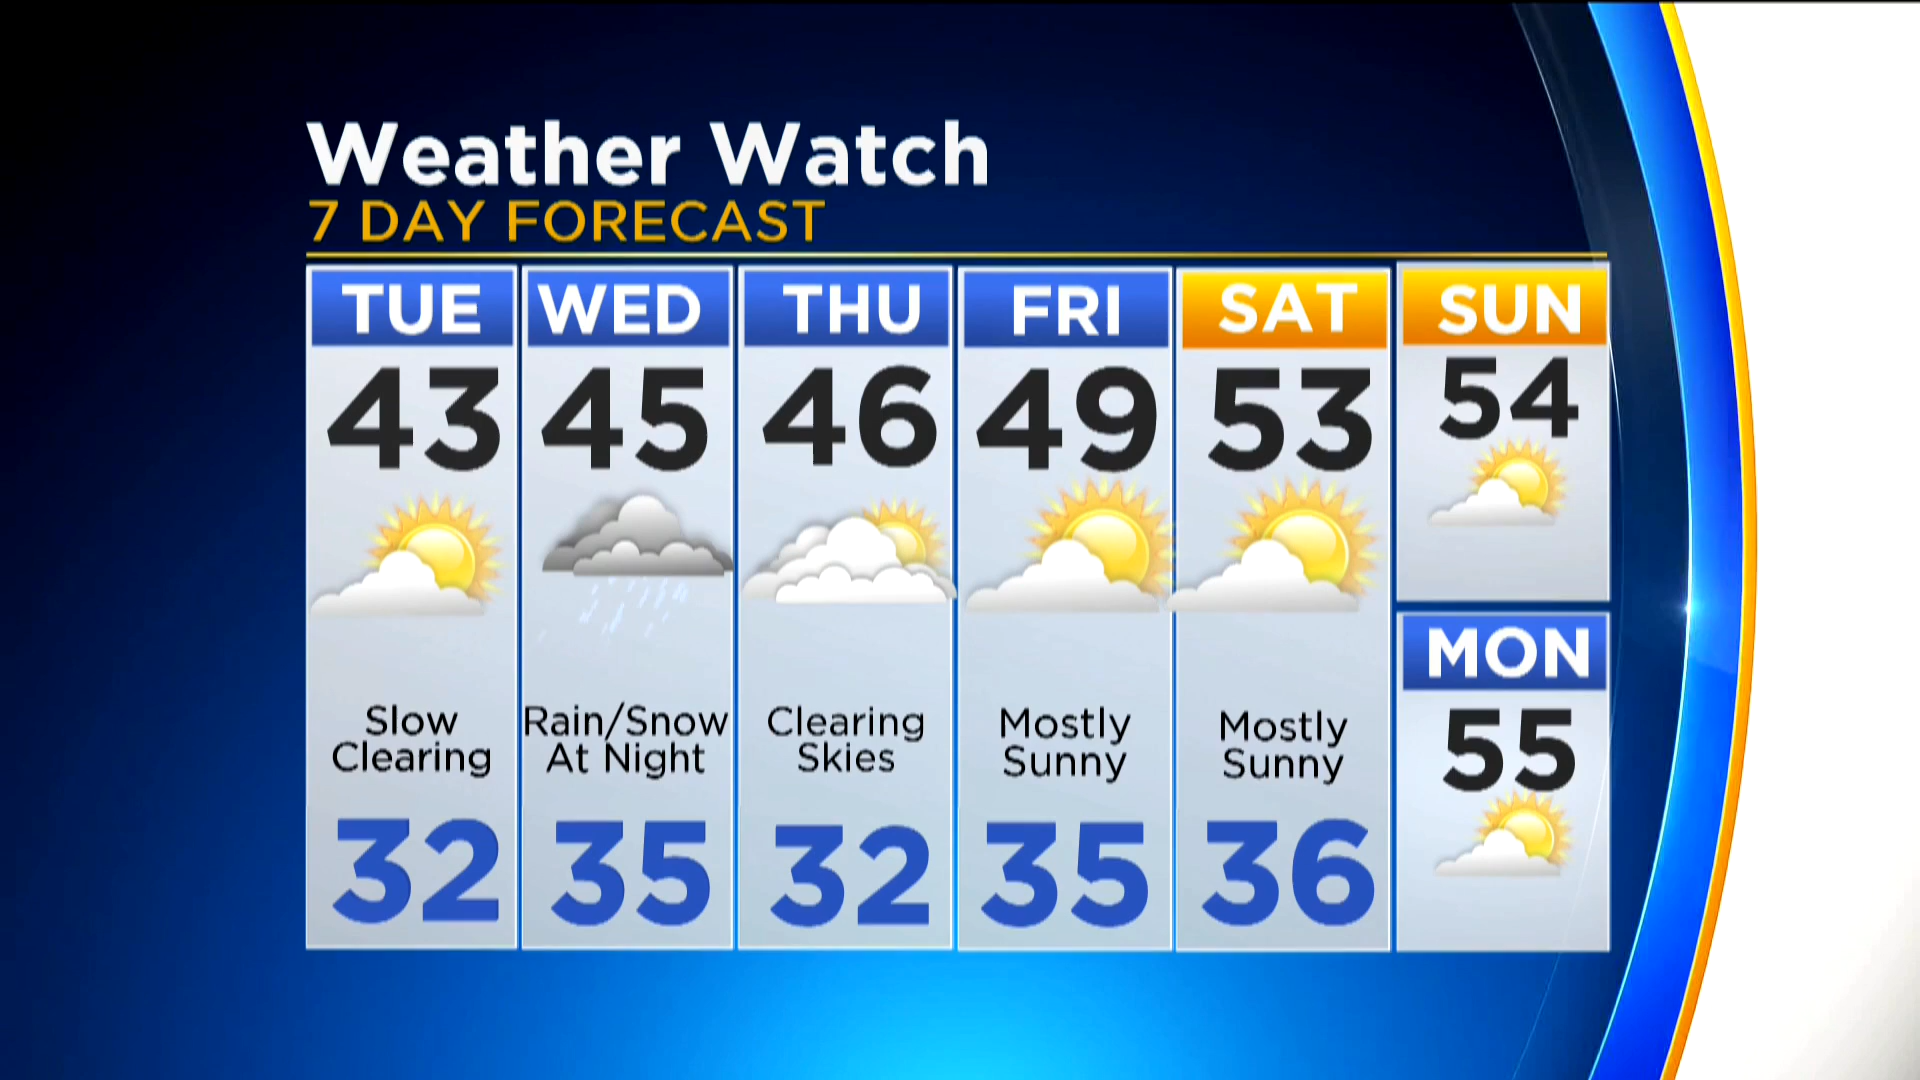 Weather Watch
7 DAY FORECAST
TUE
43
Slow
Clearing
32
WED
45
Rain/Snow
At Night
35
THU
46
Clearing
Skies
32
FRI
49
Mostly
Sunny
35
SAT
53
Mostly
Sunny
36
SUN
54
MON
55